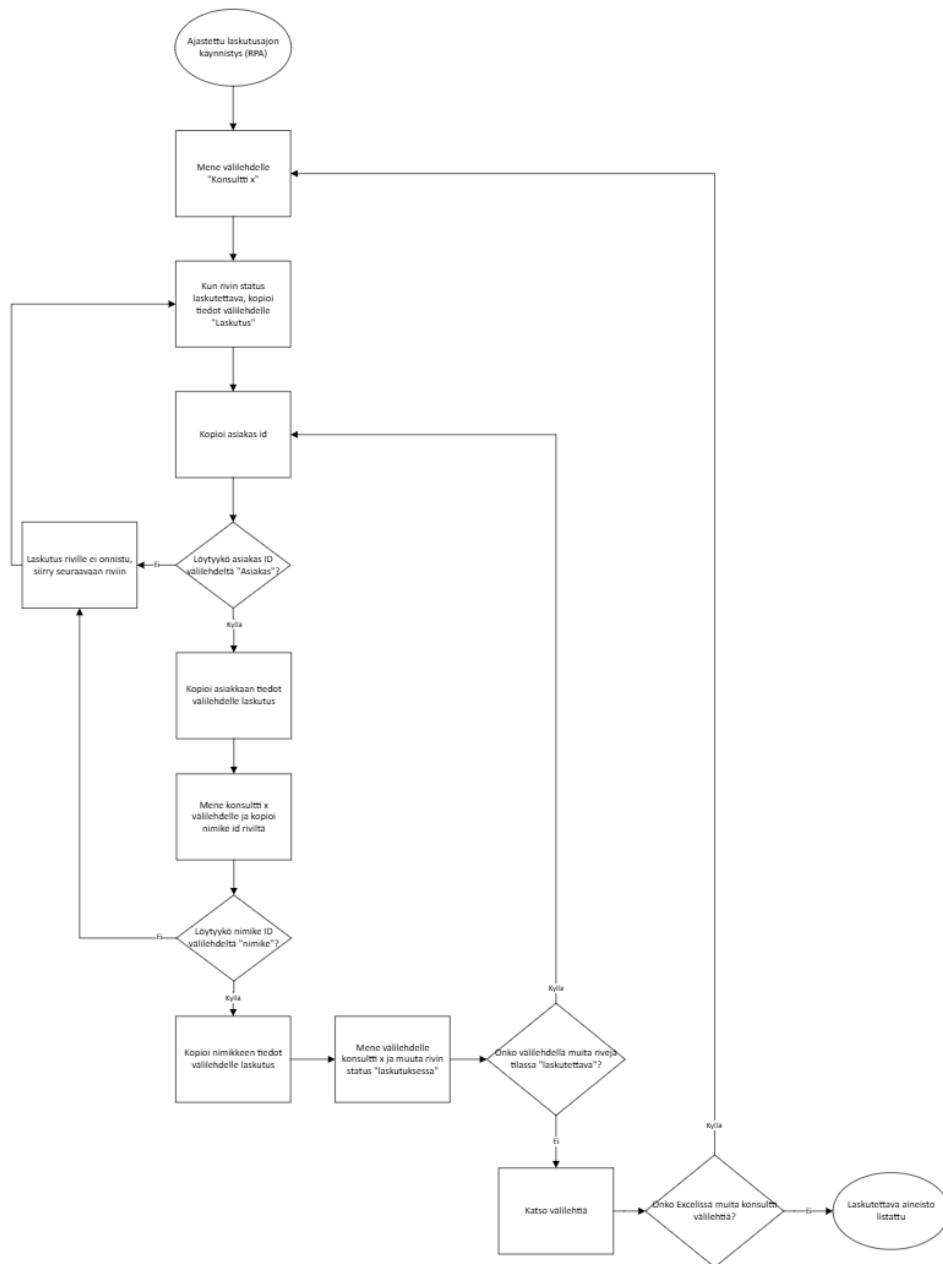 Ajastettu laskutusajon
käynnistys (RPA)
Mene välilehdelle
"Konsultti x"
Kun rivin status
laskutettava, kopioi
tiedot välilehdelle
"Laskutus"
Kopioi asiakas id
Laskutus riville ei onnistu,
siirry seuraavaan riviin
Ei
Löytyykö asiakas ID
välilehdeltä "Asiakas"?
Kyllä
Kopioi asiakkaan tiedot
välilehdelle laskutus
Mene konsultti x
välilehdelle ja kopioi
nimike id riviltä
Ei
Löytyykö nimike ID
välilehdeltä "nimike"?
Kyllä
Kopioi nimikkeen tiedot
välilehdelle laskutus
Mene välilehdelle
konsultti x ja muuta rivin
status "laskutuksessa"
Kyllä
Onko välilehdellä muita rivejä
tilassa "laskutettava"?
Ei
Katso välilehtiä
Kyllä
Onko Excelissä muita konsultti
välilehtiä?
Ei
Laskutettava aineisto
listattu